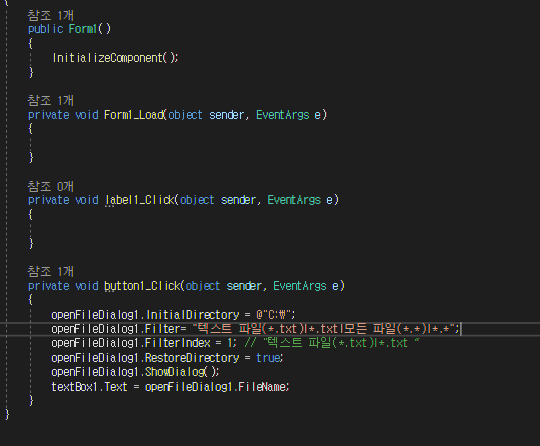 {
참조 1개
public Form1()
{
InitializeComponent();
}
참조 1개
private void Form1_Load(object sender, EventArgs e)
{
}
참조 0개
private void label1_Click(object sender, EventArgs e)
{
}
참조 1개
private void button1_Click(object sender, EventArgs e)
{
openFileDialog1.InitialDirectory = @"C:₩";
openFileDialog1.Filter= "텍스트 파일(*.txt)|*.txt|모든 파일(*.*)|*.*";
openFileDialog1.FilterIndex = 1; // "텍스트 파일(*.txt)|*.txt “
openFileDialog1.RestoreDirectory = true;
openFileDialog1.ShowDialog();
textBox1.Text = openFileDialog1.FileName;
}
}